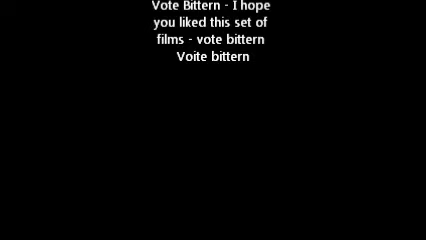 Vote Bittern - I hope
you liked this set of
films - vote bittern
Voite bittern